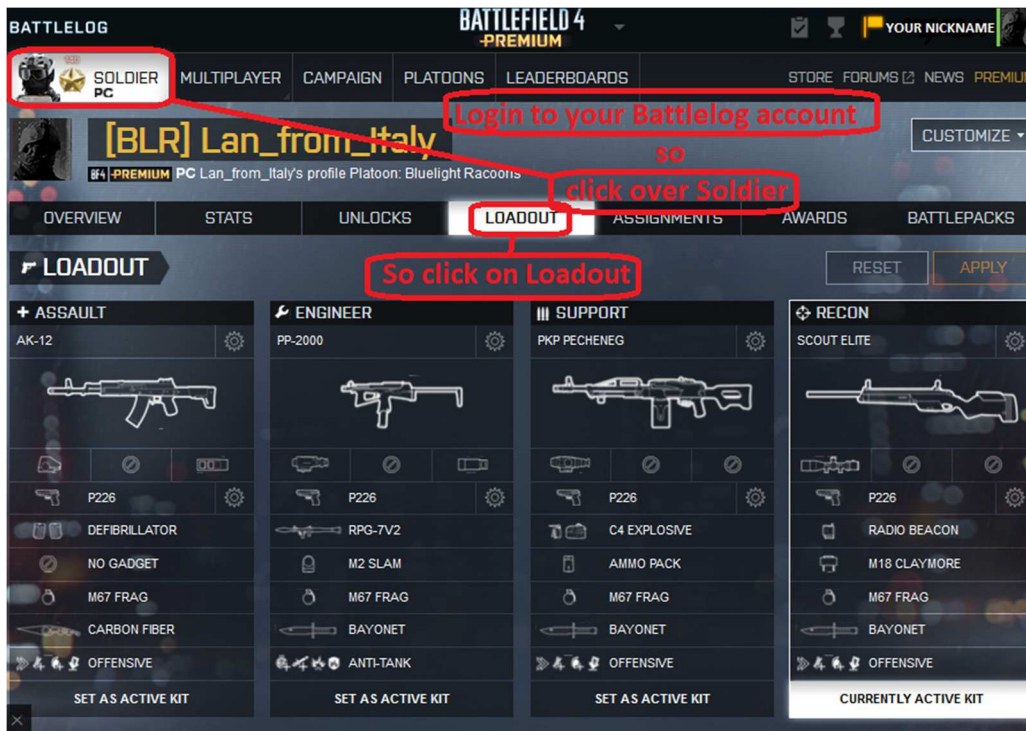 BATTLELOG
BATTLEFIELD 4
PREMIUM
YOUR NICKNAME
SOLDIER
PC
MULTIPLAYER
CAMPAIGN
PLATOONS
LEADERBOARDS
STORE FORUMS NEWS PREMIUM
Login to your Battlelog account
so
click over Soldier
[BLR] Lan_from_Italy
CUSTOMIZE
BF4 PREMIUM PC Lan_from_Italy's profile Platoon: Bluelight Racoons
OVERVIEW
STATS
UNLOCKS
LOADOUT
ASSIGNMENTS
AWARDS
BATTLEPACKS
So click on Loadout
LOADOUT
RESET
APPLY
ASSAULT
AK-12
P226
DEFIBRILLATOR
NO GADGET
M67 FRAG
CARBON FIBER
OFFENSIVE
SET AS ACTIVE KIT
ENGINEER
PP-2000
P226
RPG-7V2
M2 SLAM
M67 FRAG
BAYONET
ANTI-TANK
SET AS ACTIVE KIT
SUPPORT
PKP PECHENEG
P226
C4 EXPLOSIVE
AMMO PACK
M67 FRAG
BAYONET
OFFENSIVE
SET AS ACTIVE KIT
RECON
SCOUT ELITE
P226
RADIO BEACON
M18 CLAYMORE
M67 FRAG
BAYONET
OFFENSIVE
CURRENTLY ACTIVE KIT